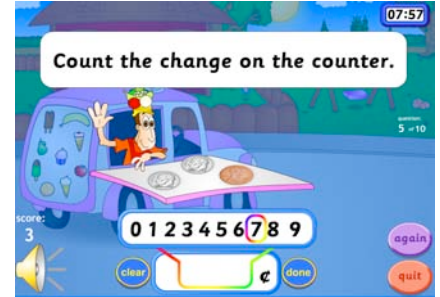 07:57
Count the change on the counter.
question:
5 of 10
score:
3
0 1 2 3 4 5 6 7 8 9
again
clear
¢
done
quit